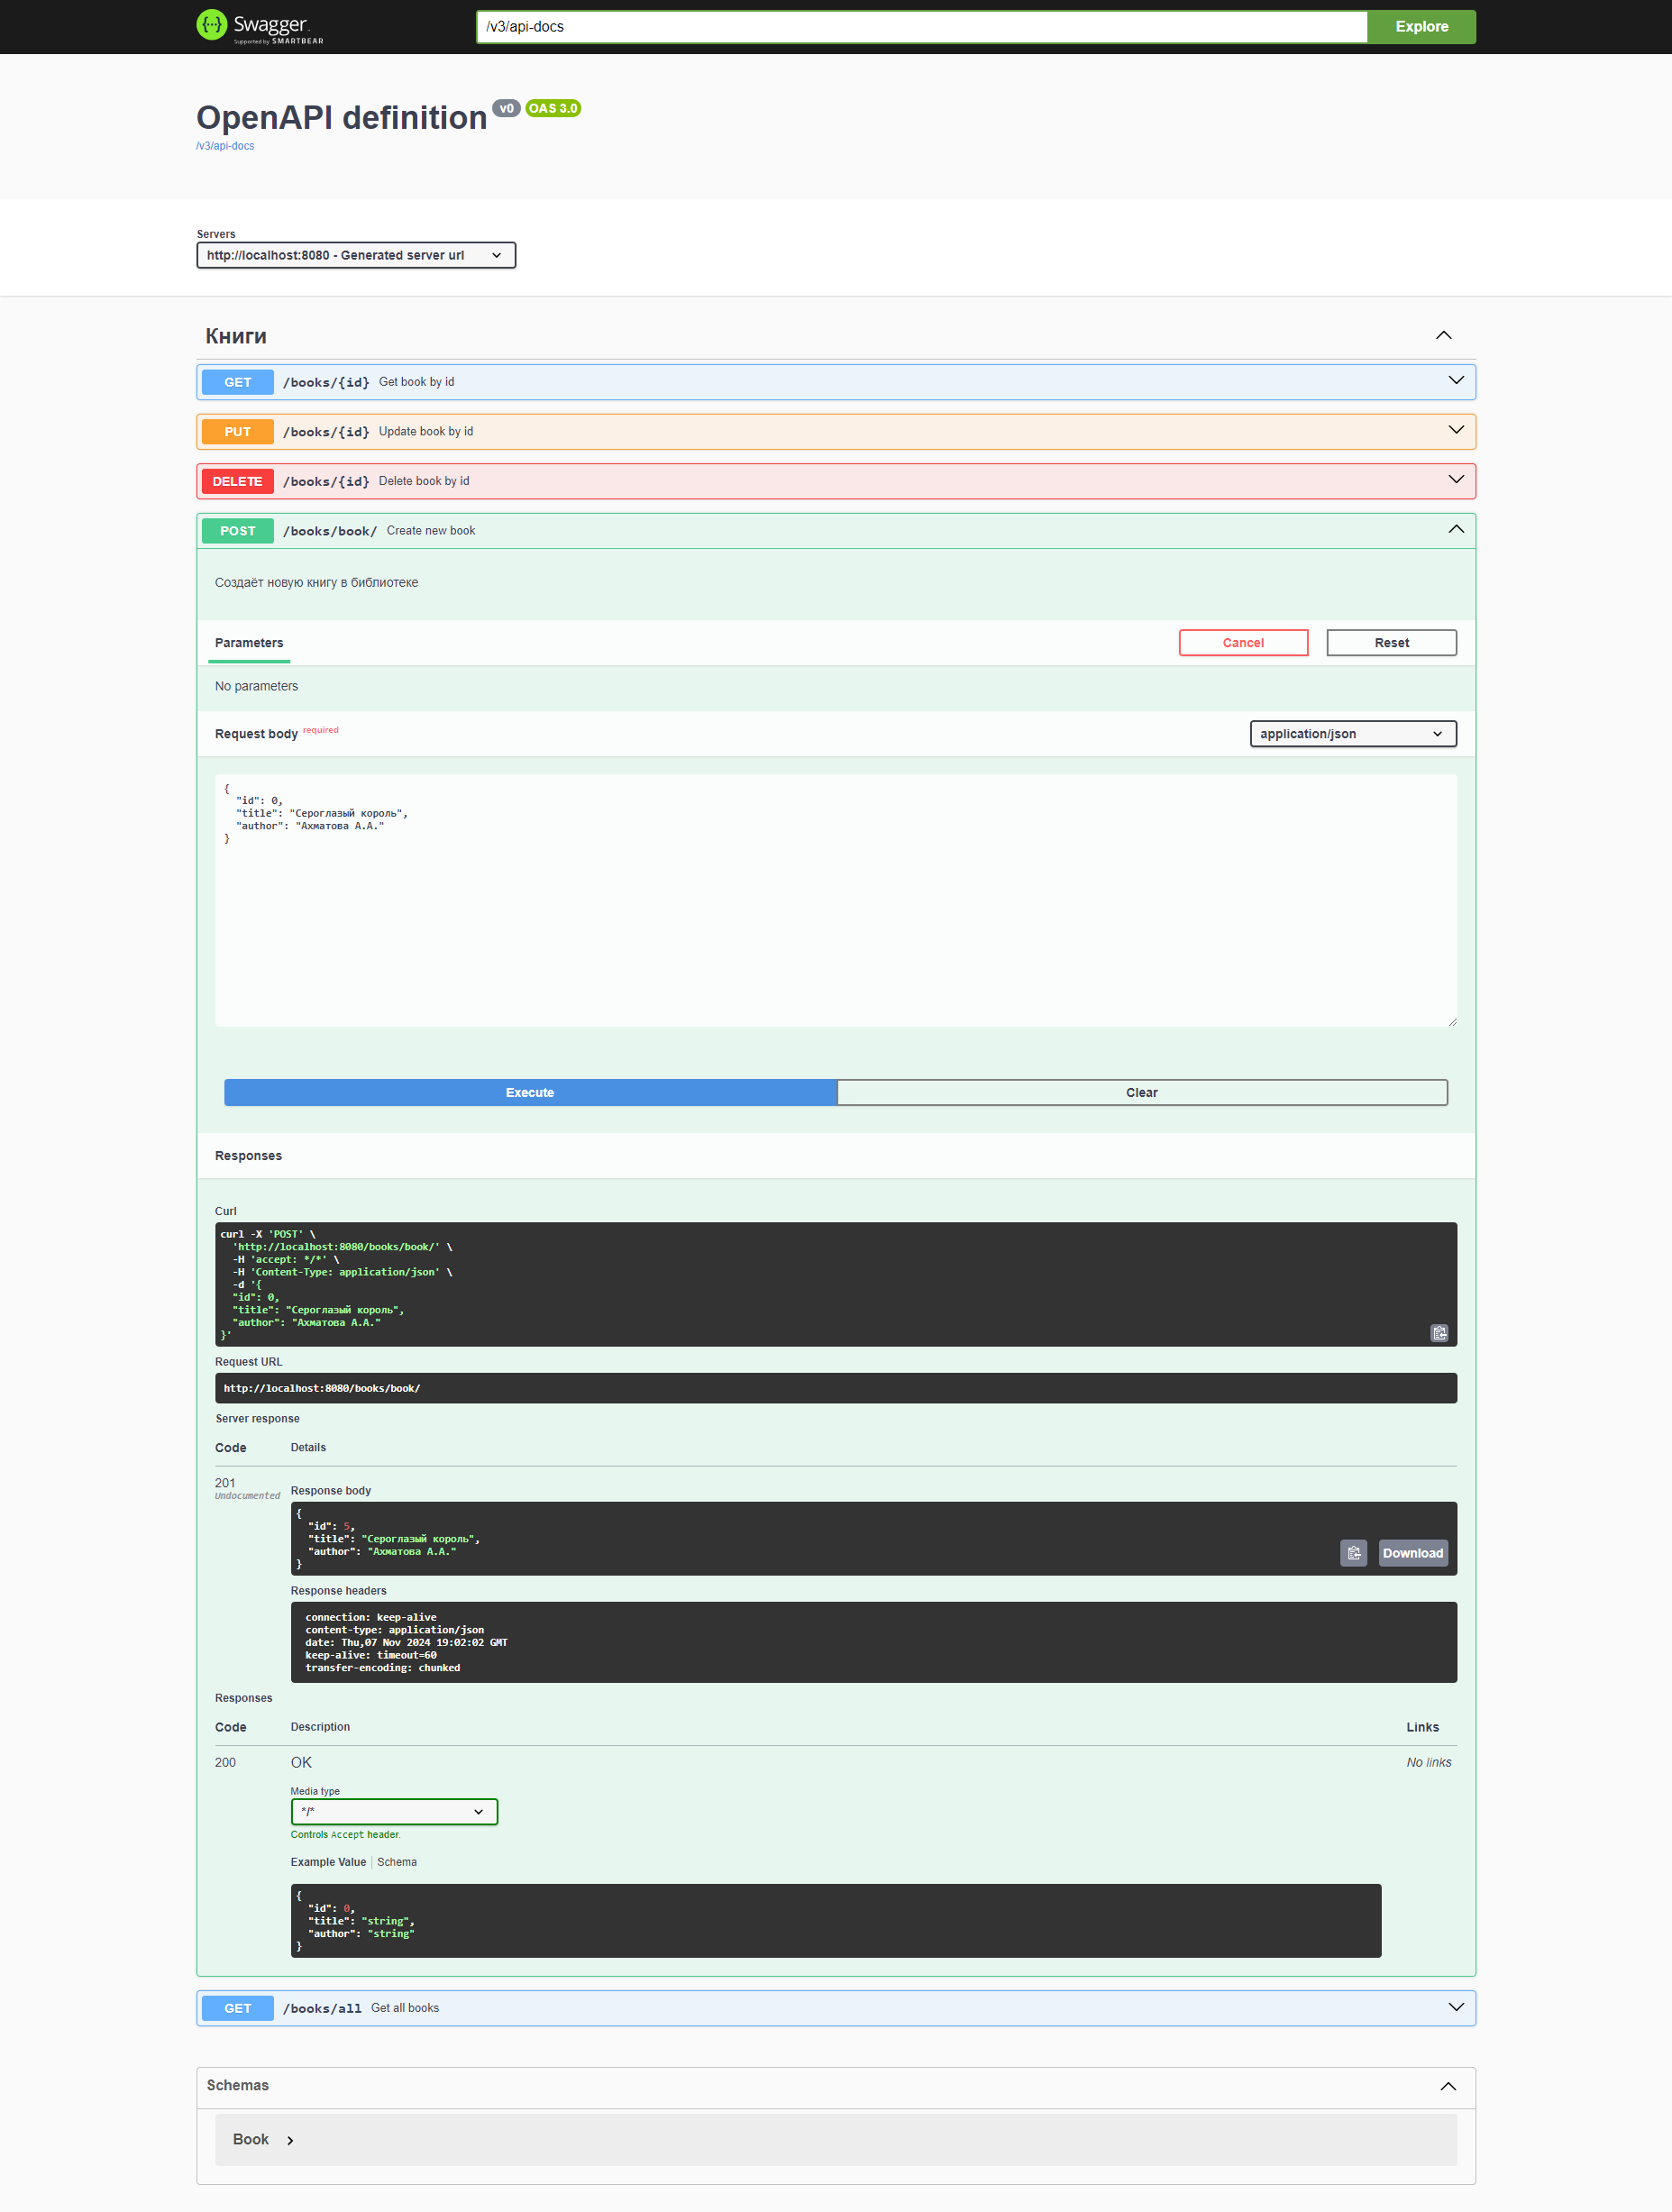 Swagger
Supported by SMARTBEAR
/v3/api-docs
Explore
OpenAPI definition v0 OAS 3.0
/v3/api-docs
Servers
http://localhost:8080 - Generated server url
Книги
GET /books/{id} Get book by id
PUT /books/{id} Update book by id
DELETE /books/{id} Delete book by id
POST /books/book/ Create new book
Создаёт новую книгу в библиотеке
Parameters Cancel Reset
No parameters
Request body required application/json
{
"id": 0,
"title": "Сероглазый король",
"author": "Ахматова А.А."
}
Execute Clear
Responses
Curl
curl -X 'POST' \
'http://localhost:8080/books/book/' \
-H 'accept: */*' \
-H 'Content-Type: application/json' \
-d '{
"id": 0,
"title": "Сероглазый король",
"author": "Ахматова А.А."
}'
Request URL
http://localhost:8080/books/book/
Server response
Code Details
201
Undocumented
Response body
{
"id": 5,
"title": "Сероглазый король",
"author": "Ахматова А.А."
}
Download
Response headers
connection: keep-alive
content-type: application/json
date: Thu,07 Nov 2024 19:02:02 GMT
keep-alive: timeout=60
transfer-encoding: chunked
Responses
Code Description Links
200 OK No links
Media type
*/*
Controls Accept header.
Example Value Schema
{
"id": 0,
"title": "string",
"author": "string"
}
GET /books/all Get all books
Schemas
Book